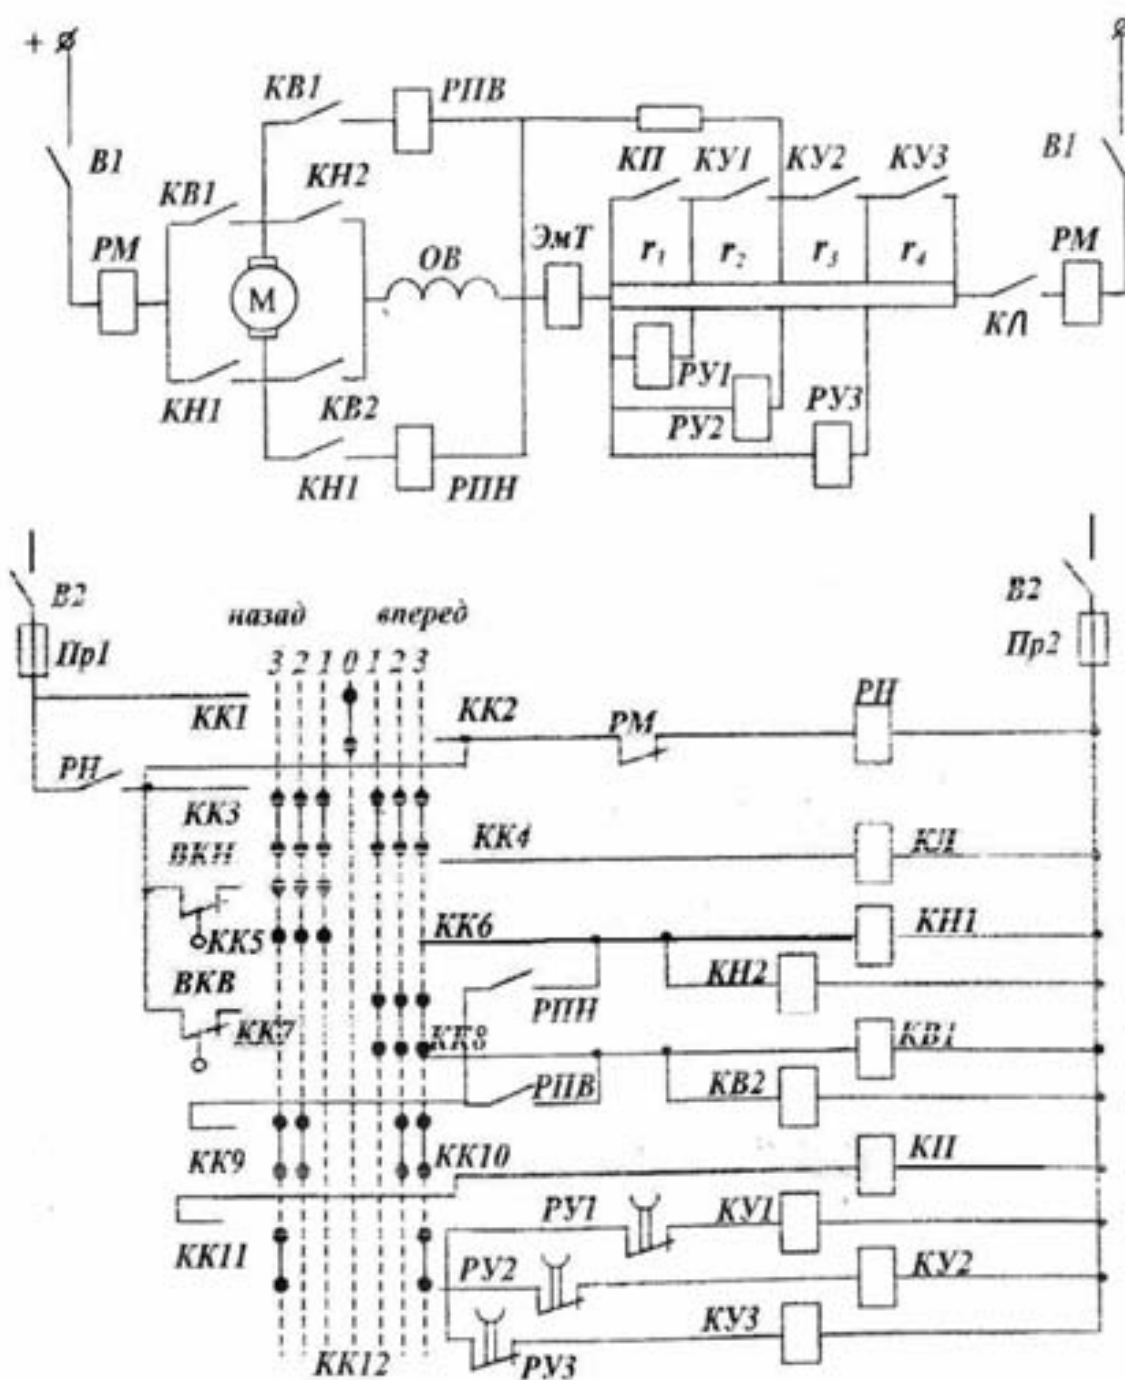 +
КВ1 РПВ
В1 КВ1 КН2 КП КУ1 КУ2 КУ3 В1
РМ ОВ ЭмТ r1 r2 r3 r4 РМ
М
КЛ
КН1 КВ2 РУ1 РУ2 РУ3
КН1 РПН
В2 назад вперед В2
Пр1 3 2 1 0 1 2 3 Пр2
КК1 КК2 РМ РН
РН
КК3 КК4 КЛ
ВКН
КК5 КК6 КН1
ВКВ РПН КН2
КК7 КК8 КВ1
РПВ КВ2
КК9 КК10 КП
КК11 РУ1 КУ1
РУ2 КУ2
КК12 РУ3 КУ3